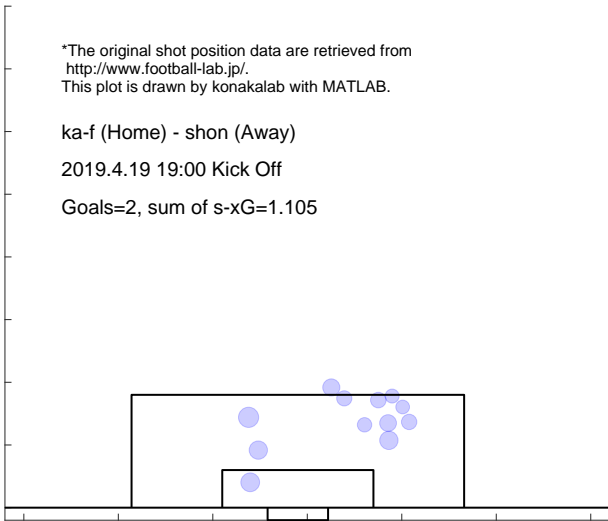 *The original shot position data are retrieved from
http://www.football-lab.jp/.
This plot is drawn by konakalab with MATLAB.
ka-f (Home) - shon (Away)
2019.4.19 19:00 Kick Off
Goals=2, sum of s-xG=1.105